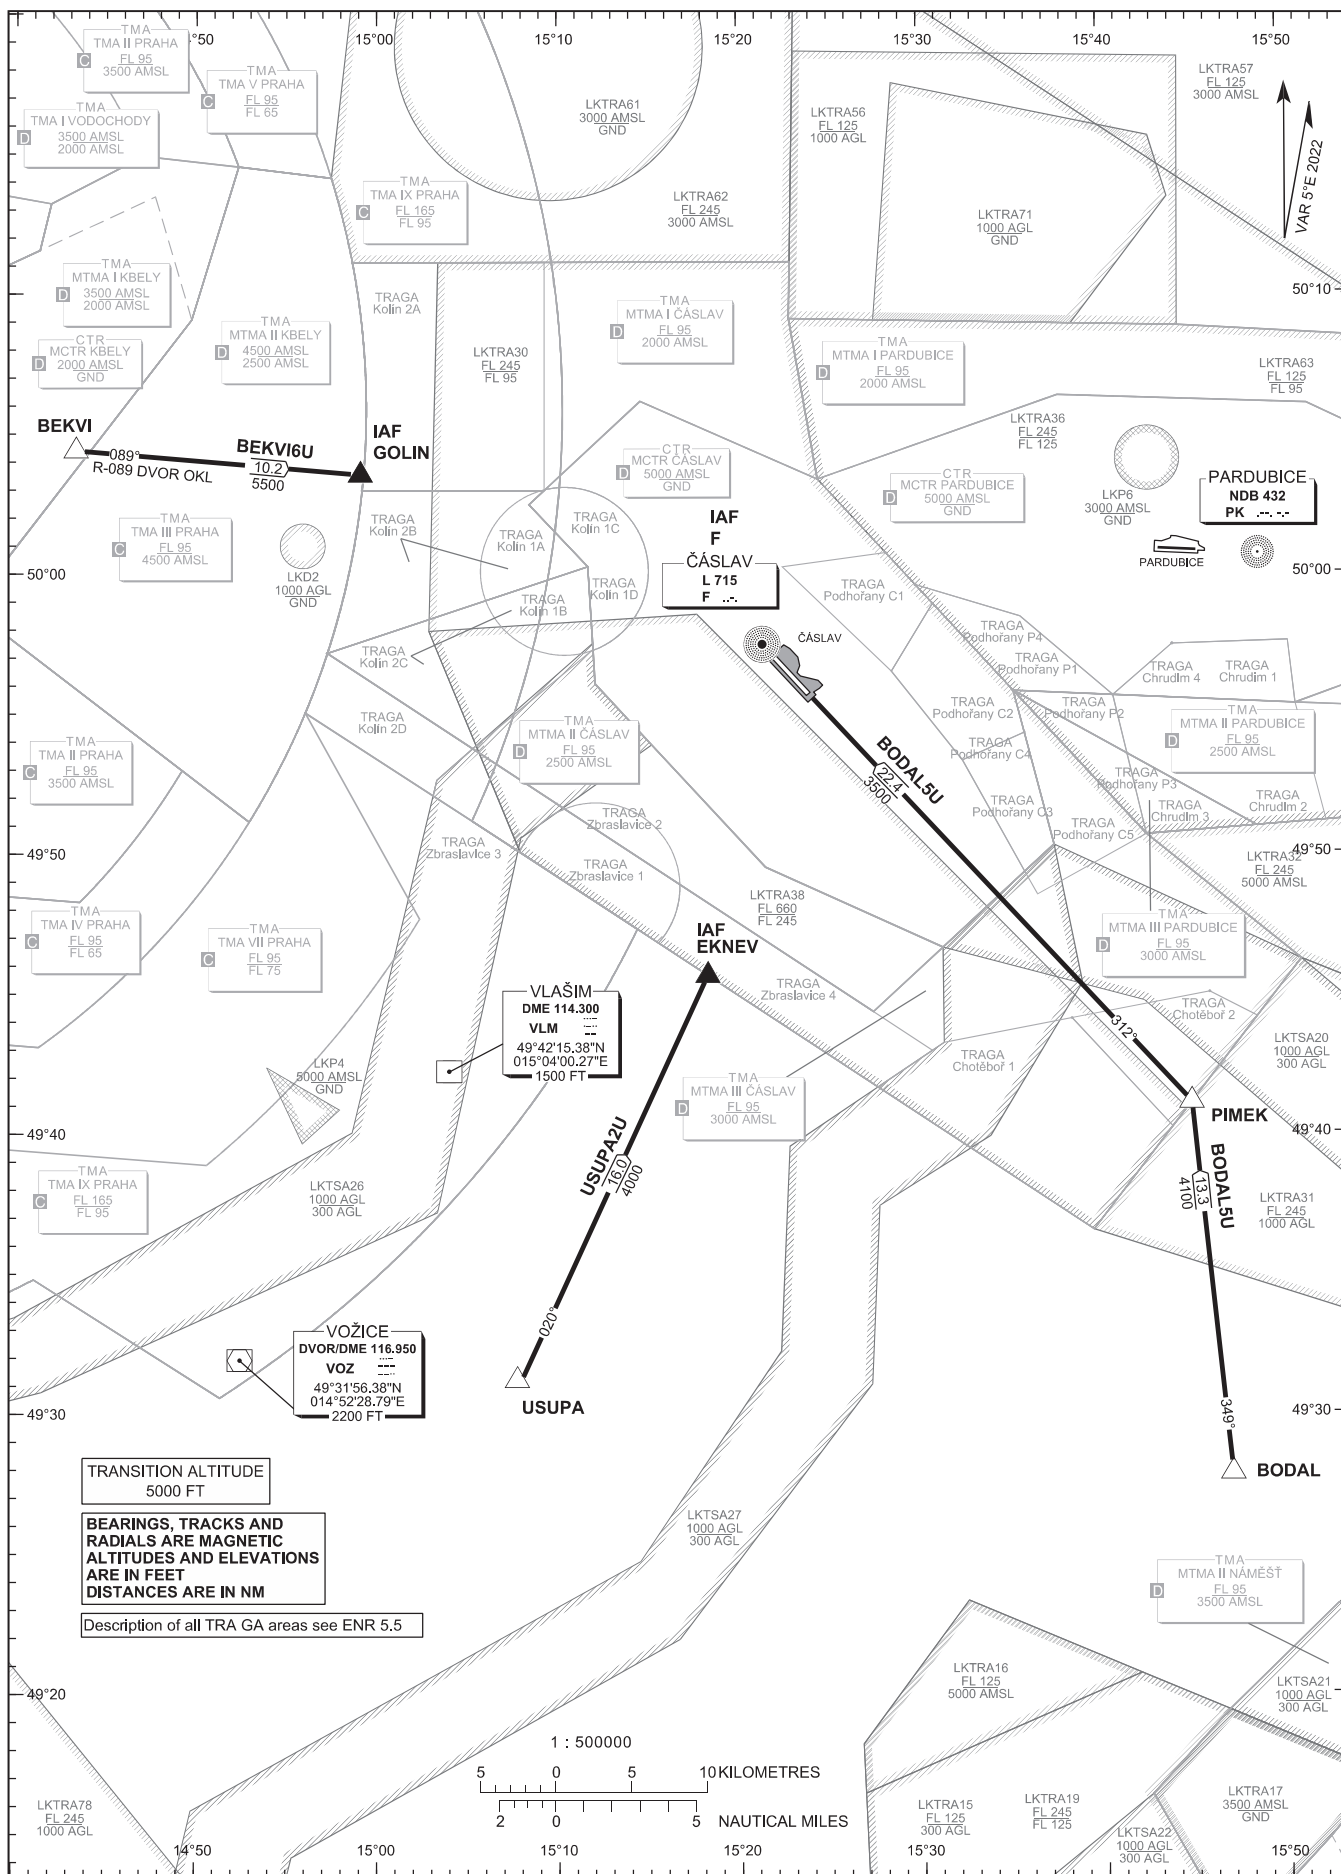 :50
15°00
15°10
15°20
15°30
15°40
15°50
TMA
TMA II PRAHA
C
FL 95
3500 AMSL
TMA
TMA V PRAHA
C
FL 95
FL 65
TMA
TMA I VODOCHODY
D
3500 AMSL
2000 AMSL
LKTRA61
3000 AMSL
GND
LKTRA56
FL 125
1000 AGL
LKTRA57
FL 125
3000 AMSL
VAR 5°E 2022
TMA
TMA IX PRAHA
C
FL 165
FL 95
LKTRA62
FL 245
3000 AMSL
LKTRA71
1000 AGL
GND
TMA
MTMA I KBELY
D
3500 AMSL
2000 AMSL
TRAGA
Kolín 2A
TMA
MTMA I ČÁSLAV
D
FL 95
2000 AMSL
50°10
CTR
MCTR KBELY
D
2000 AMSL
GND
TMA
MTMA II KBELY
D
4500 AMSL
2500 AMSL
LKTRA30
FL 245
FL 95
TMA
MTMA I PARDUBICE
D
FL 95
2000 AMSL
LKTRA63
FL 125
FL 95
LKTRA36
FL 245
FL 125
BEKVI
089°
R-089 DVOR OKL
BEKVI6U
10.2
5500
IAF
GOLIN
CTR
MCTR ČÁSLAV
D
5000 AMSL
GND
CTR
MCTR PARDUBICE
D
5000 AMSL
GND
LKP6
3000 AMSL
GND
PARDUBICE
NDB 432
PK .--. -.-
PARDUBICE
TMA
TMA III PRAHA
C
FL 95
4500 AMSL
LKD2
1000 AGL
GND
TRAGA
Kolín 2B
TRAGA
Kolín 1A
TRAGA
Kolín 1C
TRAGA
Kolín 1D
TRAGA
Kolín 1B
IAF
F
ČÁSLAV
L 715
F ..-.
ČÁSLAV
50°00
50°00
TRAGA
Podhořany C1
TRAGA
Podhořany P4
TRAGA
Podhořany P1
TRAGA
Chrudim 4
TRAGA
Chrudim 1
TRAGA
Kolín 2C
TRAGA
Kolín 2D
TRAGA
Podhořany C2
TRAGA
Podhořany P2
TMA
MTMA II PARDUBICE
D
FL 95
2500 AMSL
TMA
TMA II PRAHA
C
FL 95
3500 AMSL
TMA
MTMA II ČÁSLAV
D
FL 95
2500 AMSL
BODAL5U
22.4
3500
TRAGA
Podhořany C4
TRAGA
Podhořany P3
TRAGA
Podhořany C3
TRAGA
Chrudim 3
TRAGA
Chrudim 2
TRAGA
Podhořany C5
TRAGA
Zbraslavice 2
TRAGA
Zbraslavice 3
TRAGA
Zbraslavice 1
49°50
49°50
LKTRA32
FL 245
5000 AMSL
LKTRA38
FL 660
FL 245
TMA
TMA IV PRAHA
C
FL 95
FL 65
TMA
TMA VII PRAHA
C
FL 95
FL 75
IAF
EKNEV
TMA
MTMA III PARDUBICE
D
FL 95
3000 AMSL
TRAGA
Zbraslavice 4
TRAGA
Chotěboř 2
VLAŠIM
DME 114.300
VLM
49°42'15.38"N
015°04'00.27"E
1500 FT
312°
TRAGA
Chotěboř 1
LKTSA20
1000 AGL
300 AGL
LKP4
5000 AMSL
GND
TMA
MTMA III ČÁSLAV
D
FL 95
3000 AMSL
PIMEK
49°40
49°40
TMA
TMA IX PRAHA
C
FL 165
FL 95
LKTSA26
1000 AGL
300 AGL
USUPA2U
16.0
4000
BODAL5U
13.3
4100
LKTRA31
FL 245
1000 AGL
020°
VOŽICE
DVOR/DME 116.950
VOZ
49°31'56.38"N
014°52'28.79"E
2200 FT
USUPA
49°30
49°30
349°
BODAL
TRANSITION ALTITUDE
5000 FT
BEARINGS, TRACKS AND
RADIALS ARE MAGNETIC
ALTITUDES AND ELEVATIONS
ARE IN FEET
DISTANCES ARE IN NM
Description of all TRA GA areas see ENR 5.5
LKTSA27
1000 AGL
300 AGL
TMA
MTMA II NÁMĚŠŤ
D
FL 95
3500 AMSL
49°20
LKTRA16
FL 125
5000 AMSL
LKTSA21
1000 AGL
300 AGL
1 : 500000
5 0 5 10 KILOMETRES
2 0 5 NAUTICAL MILES
LKTRA78
FL 245
1000 AGL
LKTRA15
FL 125
300 AGL
LKTRA19
FL 245
FL 125
LKTRA17
3500 AMSL
GND
LKTSA22
1000 AGL
300 AGL
14°50
15°00
15°10
15°20
15°30
15°50